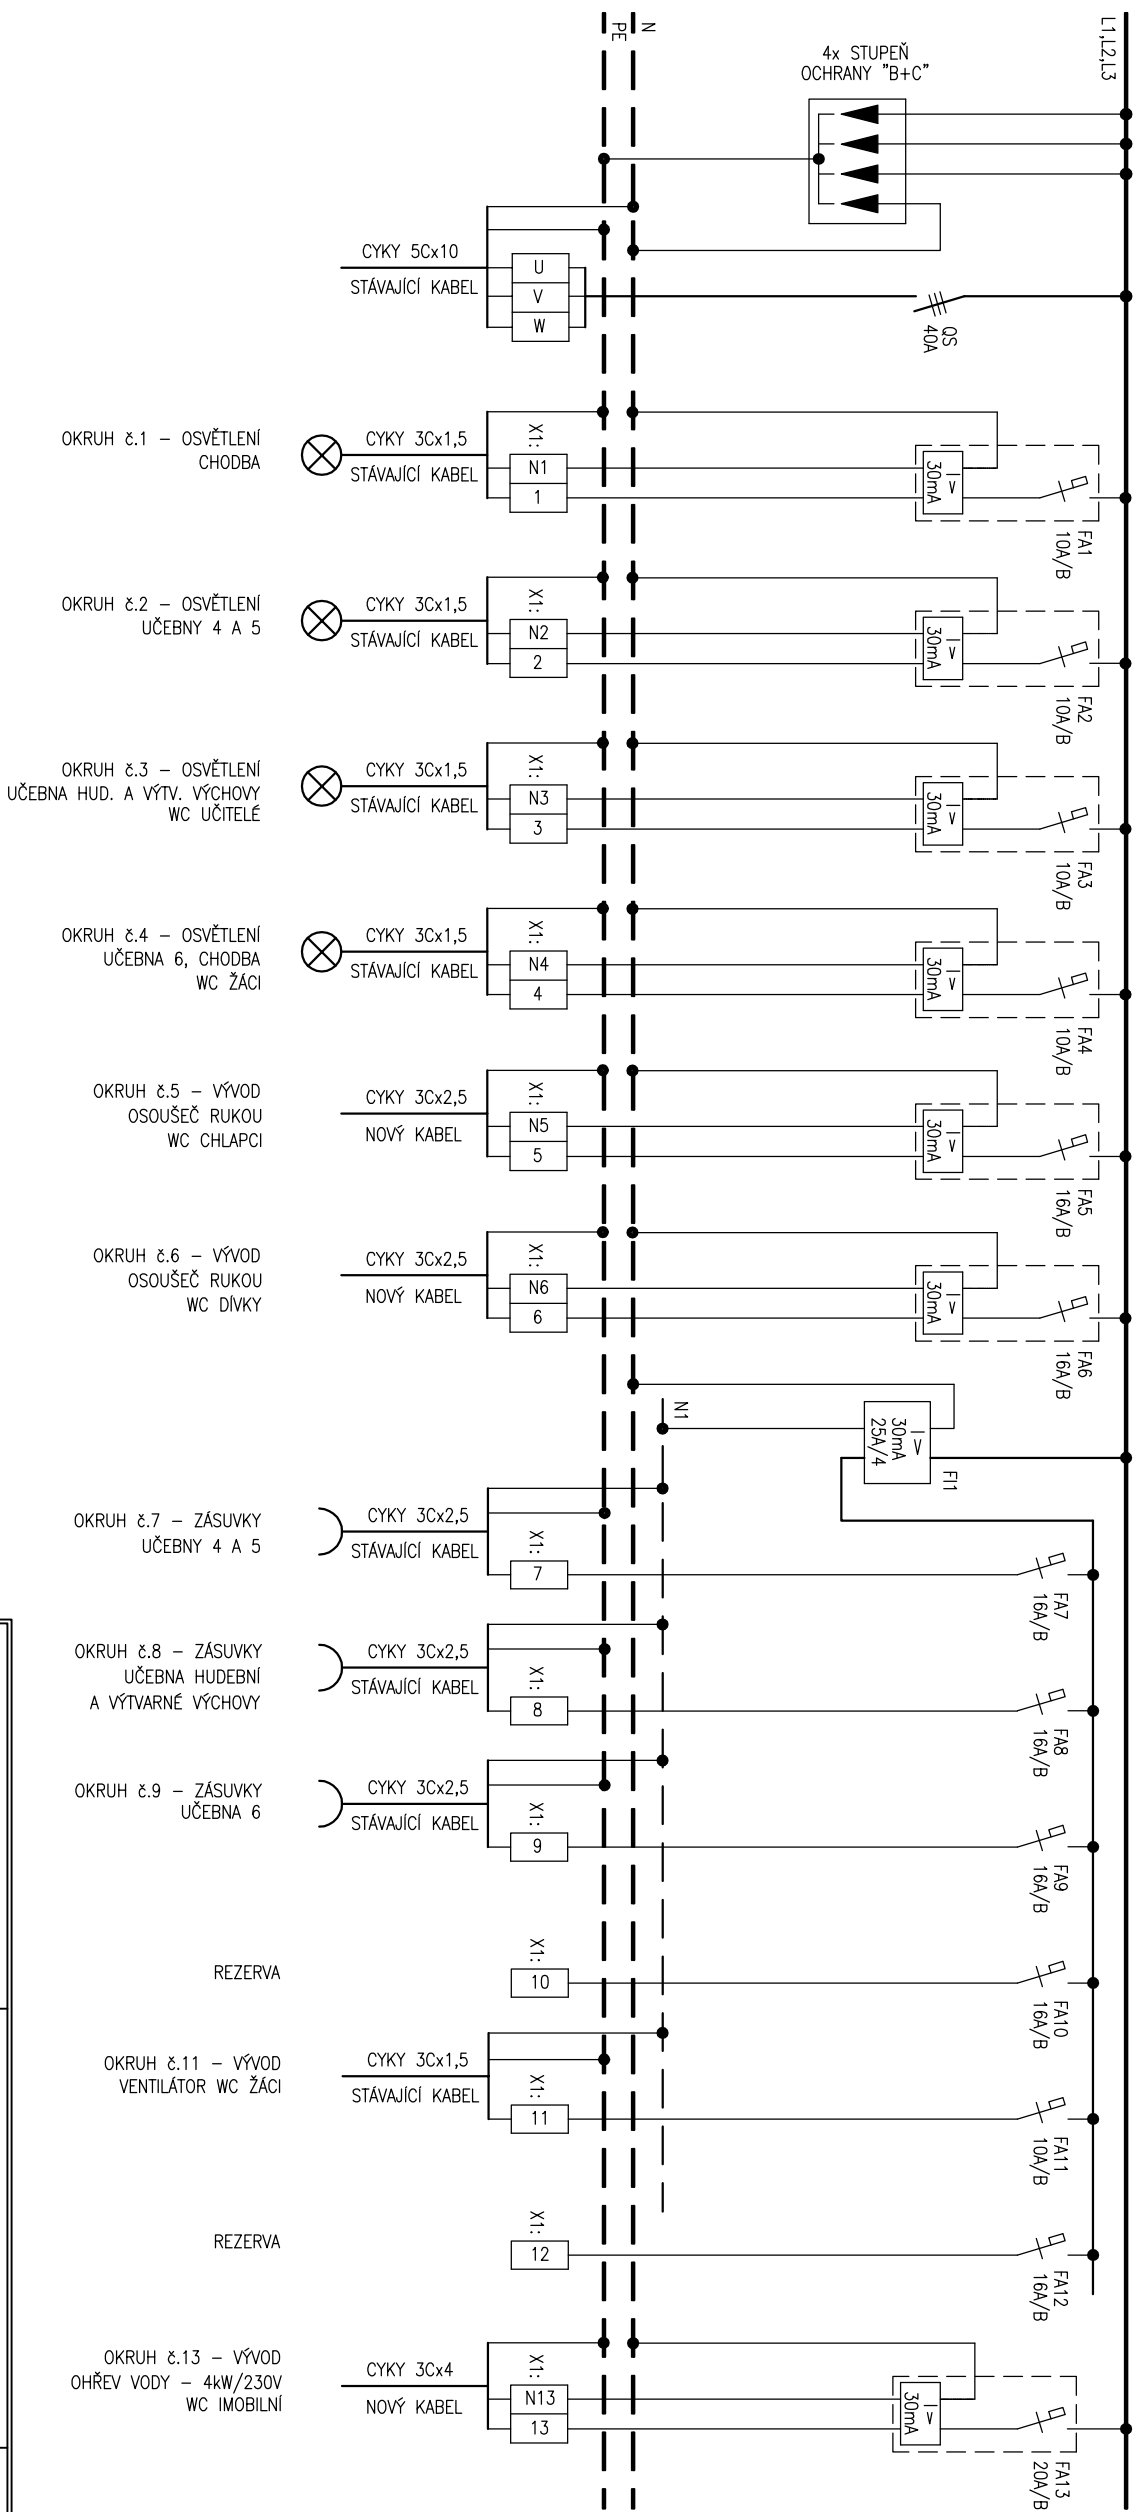 L1,L2,L3
N
PE
4x STUPEŇ
OCHRANY "B+C"
CYKY 5Cx10
STÁVAJÍCÍ KABEL
U
V
W
QS
40A
OKRUH č.1 – OSVĚTLENÍ
CHODBA
CYKY 3Cx1,5
STÁVAJÍCÍ KABEL
X1:
N1
1
I>
30mA
FA1
10A/B
OKRUH č.2 – OSVĚTLENÍ
UČEBNY 4 A 5
CYKY 3Cx1,5
STÁVAJÍCÍ KABEL
X1:
N2
2
I>
30mA
FA2
10A/B
OKRUH č.3 – OSVĚTLENÍ
UČEBNA HUD. A VÝTV. VÝCHOVY
WC UČITELÉ
CYKY 3Cx1,5
STÁVAJÍCÍ KABEL
X1:
N3
3
I>
30mA
FA3
10A/B
OKRUH č.4 – OSVĚTLENÍ
UČEBNA 6, CHODBA
WC ŽÁCI
CYKY 3Cx1,5
STÁVAJÍCÍ KABEL
X1:
N4
4
I>
30mA
FA4
10A/B
OKRUH č.5 – VÝVOD
OSOUŠEČ RUKOU
WC CHLAPCI
CYKY 3Cx2,5
NOVÝ KABEL
X1:
N5
5
I>
30mA
FA5
16A/B
OKRUH č.6 – VÝVOD
OSOUŠEČ RUKOU
WC DÍVKY
CYKY 3Cx2,5
NOVÝ KABEL
X1:
N6
6
I>
30mA
FA6
16A/B
N1
I>
30mA
25A/4
FI1
OKRUH č.7 – ZÁSUVKY
UČEBNY 4 A 5
CYKY 3Cx2,5
STÁVAJÍCÍ KABEL
X1:
7
FA7
16A/B
OKRUH č.8 – ZÁSUVKY
UČEBNA HUDEBNÍ
A VÝTVARNÉ VÝCHOVY
CYKY 3Cx2,5
STÁVAJÍCÍ KABEL
X1:
8
FA8
16A/B
OKRUH č.9 – ZÁSUVKY
UČEBNA 6
CYKY 3Cx2,5
STÁVAJÍCÍ KABEL
X1:
9
FA9
16A/B
REZERVA
X1:
10
FA10
16A/B
OKRUH č.11 – VÝVOD
VENTILÁTOR WC ŽÁCI
CYKY 3Cx1,5
STÁVAJÍCÍ KABEL
X1:
11
FA11
10A/B
REZERVA
X1:
12
FA12
16A/B
OKRUH č.13 – VÝVOD
OHŘEV VODY – 4kW/230V
WC IMOBILNÍ
CYKY 3Cx4
NOVÝ KABEL
X1:
N13
13
I>
30mA
FA13
20A/B